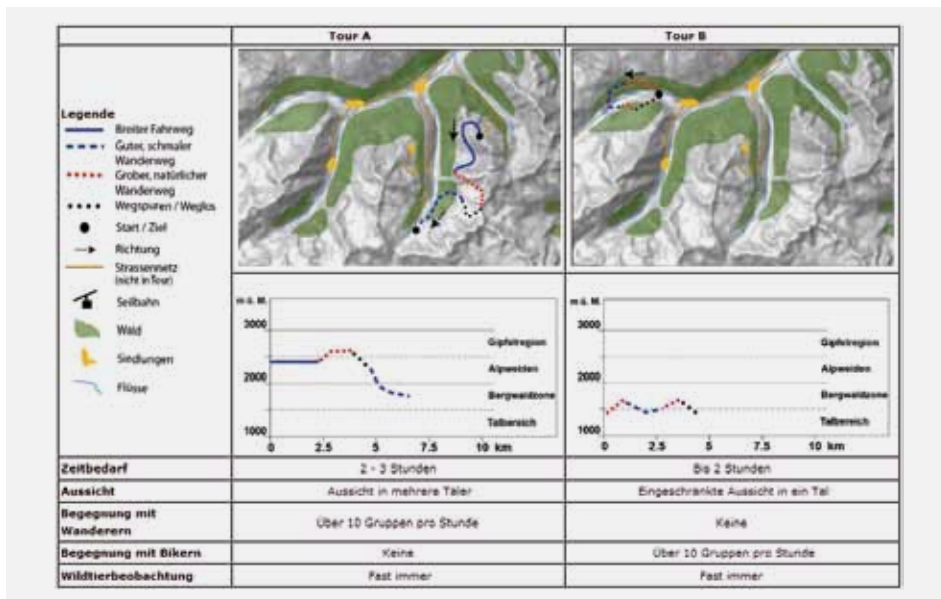 Tour A
Tour B
Legende
Breiter Fahrweg
Guter, schmaler
Wanderweg
Grober, natürlicher
Wanderweg
Wegspuren / Weglos
Start / Ziel
Richtung
Strassennetz
(nicht in Tour)
Seilbahn
Wald
Siedlungen
Flüsse
m ü. M.
3000
2000
1000
Gipfelregion
Alpweiden
Bergwaldzone
Talbereich
0 2.5 5 7.5 10 km
m ü. M.
3000
2000
1000
Gipfelregion
Alpweiden
Bergwaldzone
Talbereich
0 2.5 5 7.5 10 km
Zeitbedarf
2 - 3 Stunden
Bis 2 Stunden
Aussicht
Aussicht in mehrere Täler
Eingeschränkte Aussicht in ein Tal
Begegnung mit
Wanderern
Über 10 Gruppen pro Stunde
Keine
Begegnung mit Bikern
Keine
Über 10 Gruppen pro Stunde
Wildtierbeobachtung
Fast immer
Fast immer